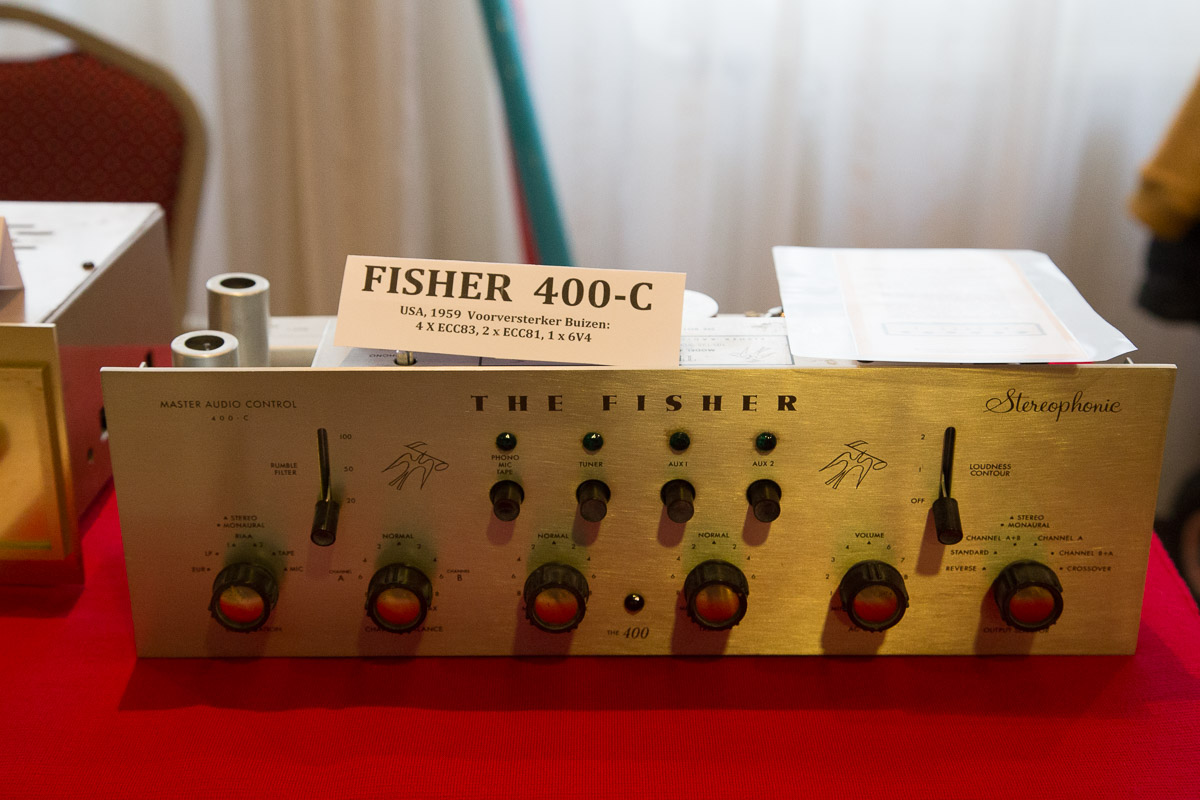 FISHER 400-C
USA, 1959 Voorversterker Buizen:
4 X ECC83, 2 x ECC81, 1 x 6V4
MASTER AUDIO CONTROL
400-C
THE FISHER
Stereophonic
RUMBLE
FILTER
100
50
20
PHONO
MIC
TAPE
TUNER
AUX 1
AUX 2
2
1
OFF
LOUDNESS
CONTOUR
STEREO
MONAURAL
RIAA
LP
TAPE
EUR
MIC
NORMAL
CHANNEL
A
CHANNEL
B
NORMAL
NORMAL
VOLUME
STEREO
MONAURAL
CHANNEL A+B
CHANNEL A
STANDARD
CHANNEL B+A
REVERSE
CROSSOVER
THE 400